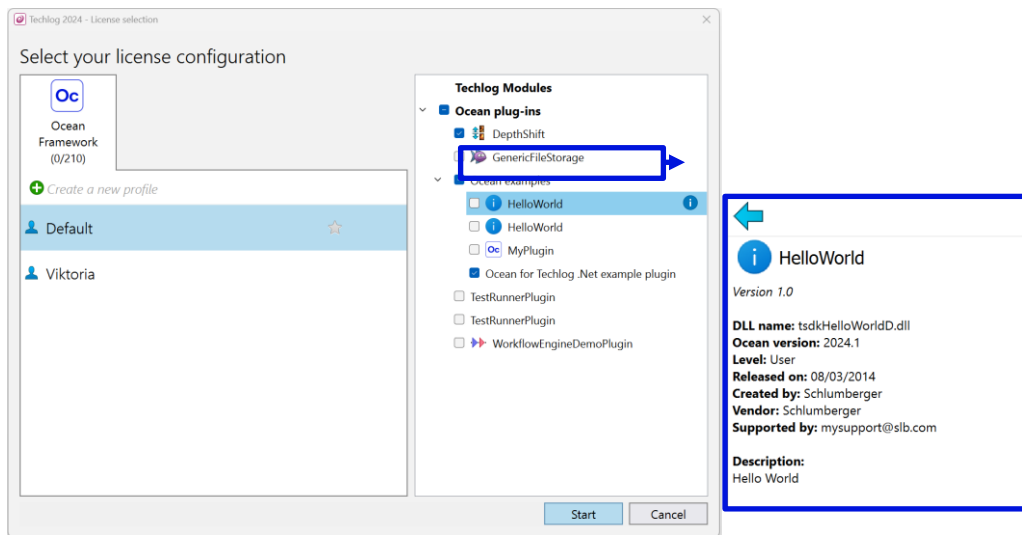 Techlog 2024 - License selection
Select your license configuration
Oc
Ocean
Framework
(0/210)
Create a new profile
Default
Viktoria
Techlog Modules
Ocean plug-ins
DepthShift
GenericFileStorage
Ocean examples
HelloWorld
HelloWorld
Oc MyPlugin
Ocean for Techlog .Net example plugin
TestRunnerPlugin
TestRunnerPlugin
WorkflowEngineDemoPlugin
Start Cancel
HelloWorld
Version 1.0
DLL name: tsdkHelloWorldD.dll
Ocean version: 2024.1
Level: User
Released on: 08/03/2014
Created by: Schlumberger
Vendor: Schlumberger
Supported by: mysupport@slb.com
Description:
Hello World